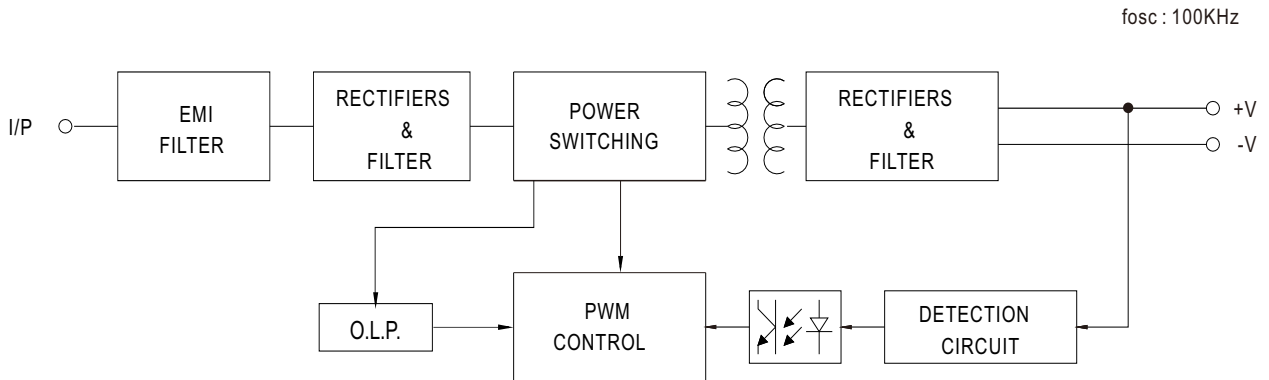 fosc : 100KHz
I/P
EMI
FILTER
RECTIFIERS
&
FILTER
POWER
SWITCHING
RECTIFIERS
&
FILTER
+V
-V
O.L.P.
PWM
CONTROL
DETECTION
CIRCUIT